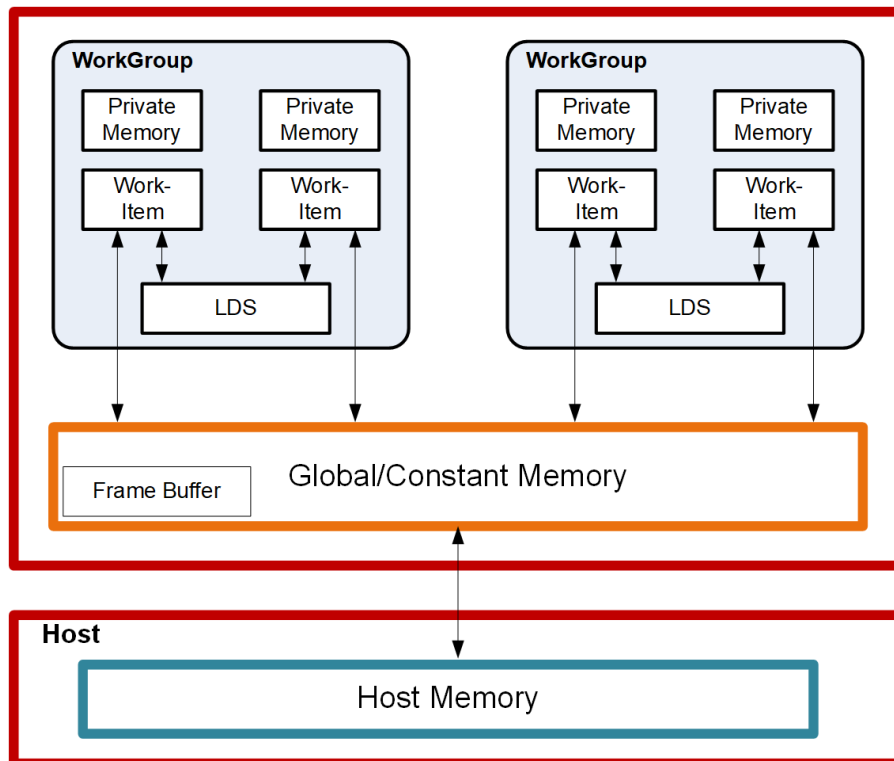 WorkGroup
Private
Memory
Private
Memory
Work-
Item
Work-
Item
LDS
WorkGroup
Private
Memory
Private
Memory
Work-
Item
Work-
Item
LDS
Global/Constant Memory
Frame Buffer
Host
Host Memory